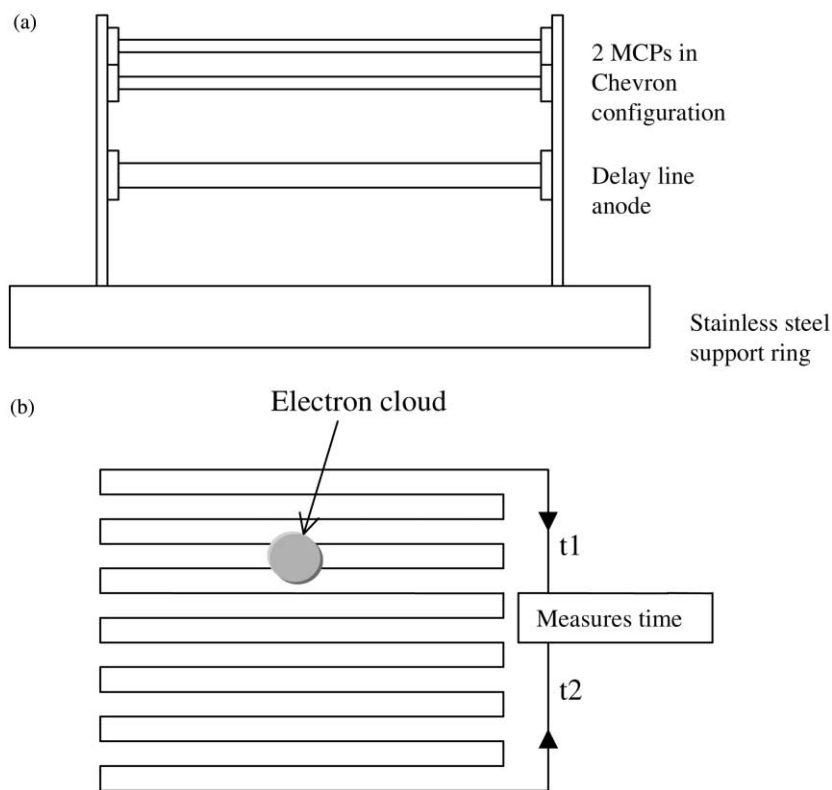 (a)
2 MCPs in
Chevron
configuration
Delay line
anode
Stainless steel
support ring
(b)
Electron cloud
t1
Measures time
t2